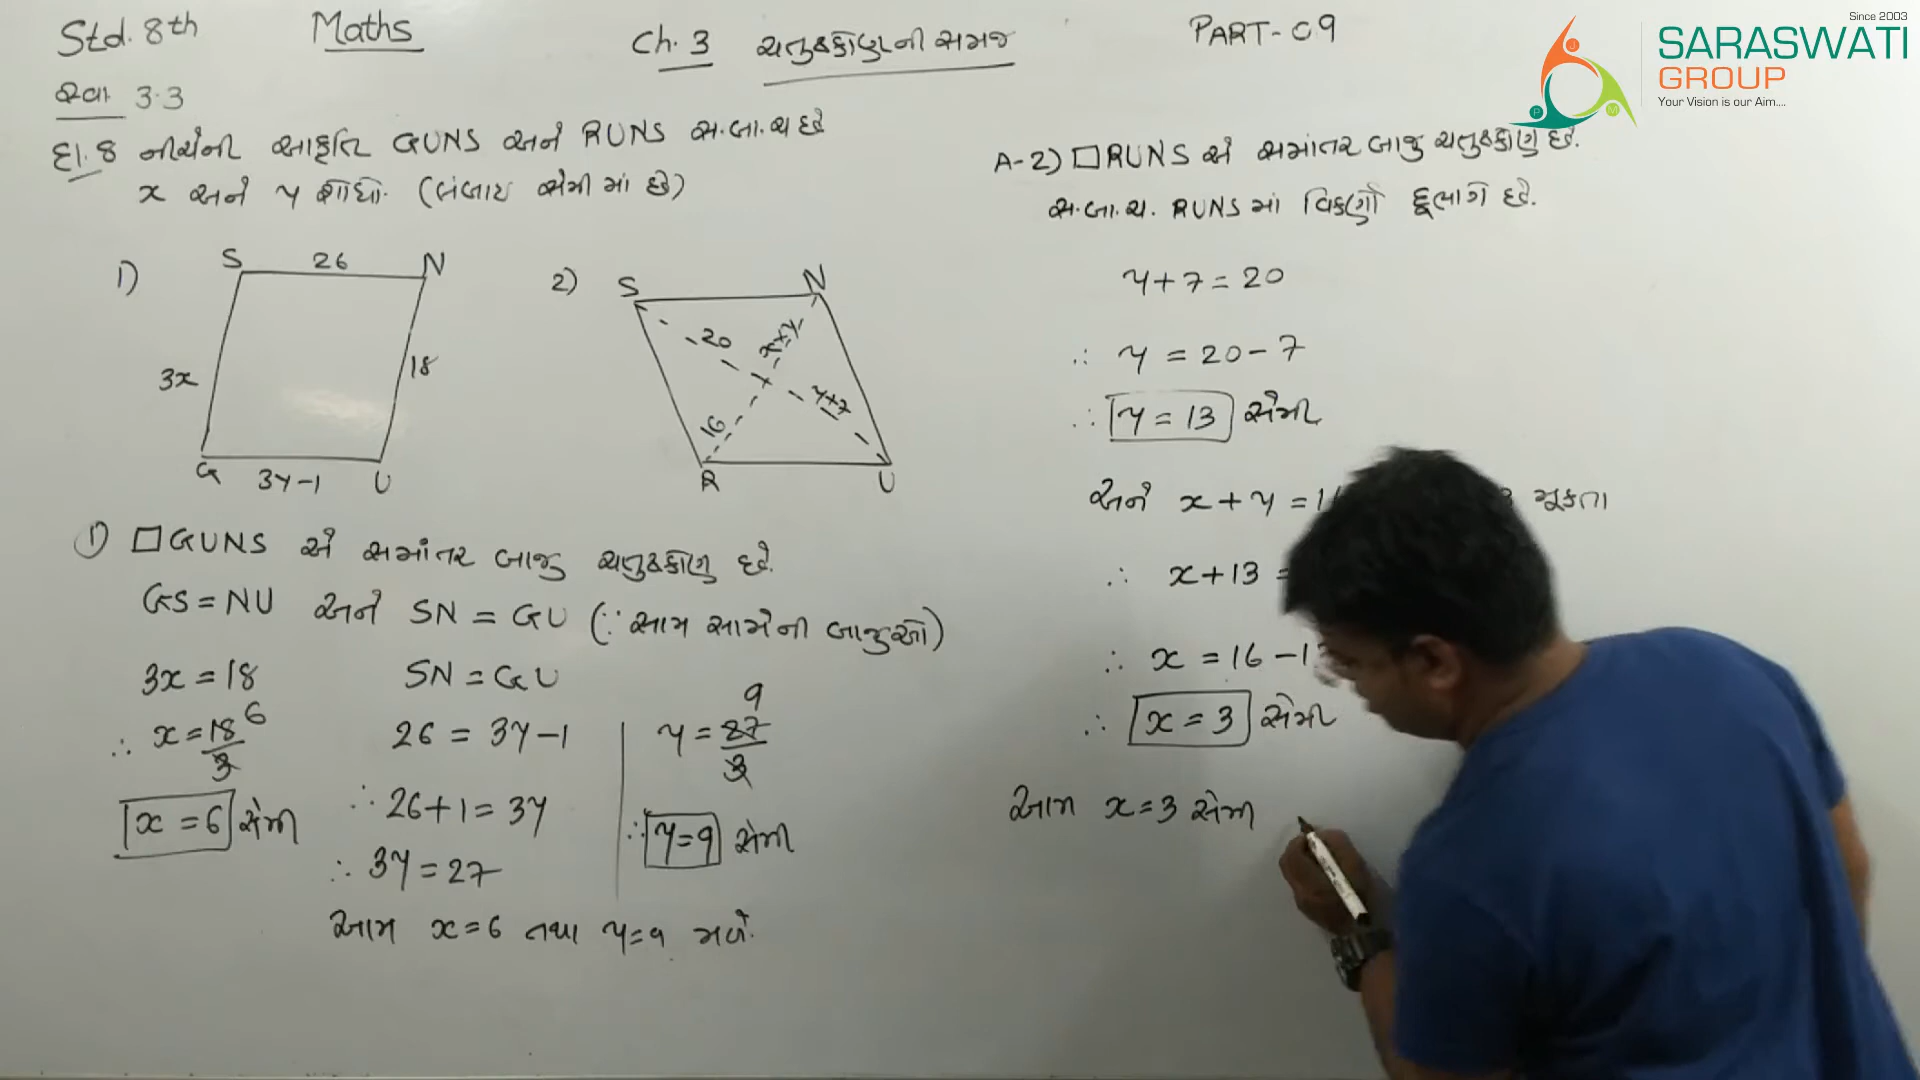 Std. 8th Maths Ch. 3 ચતુષ્કોણની સમજ PART-09
Since 2003
SARASWATI
GROUP
Your Vision is our Aim....
J
P
M
સ્વા. 3.3
દા.8 નીચેની આકૃતિ GUNS અને RUNS સ.બા.ચ છે
x અને y શોધો. (લંબાઇ સેમી માં છે)
1)
S 26 N
3x
18
G 3y-1 U
2)
S N
20 x+y
16 y+7
R U
1) □GUNS એ સમાંતર બાજુ ચતુષ્કોણ છે.
GS = NU અને SN = GU (∵ સામ સામેની બાજુઓ)
3x = 18
∴ x = 18/3 6
x = 6 સેમી
SN = GU
26 = 3y-1
∴ 26+1 = 3y
∴ 3y = 27
y = 27/3 9
∴ y=9 સેમી
આમ x=6 તથા y=9 મળે.
A-2) □RUNS એ સમાંતર બાજુ ચતુષ્કોણ છે.
સ.બા.ચ. RUNS માં વિકર્ણો દુભાગે છે.
y+7 = 20
∴ y = 20-7
∴ y = 13 સેમી
અને x + y = મૂકતા
∴ x+13 =
∴ x = 16 -
∴ x = 3 સેમી
આમ x=3 સેમી